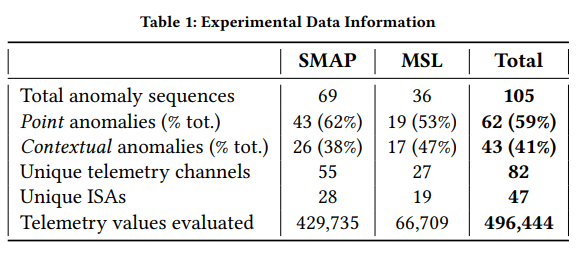 Table 1: Experimental Data Information
SMAP MSL Total
Total anomaly sequences 69 36 105
Point anomalies (% tot.) 43 (62%) 19 (53%) 62 (59%)
Contextual anomalies (% tot.) 26 (38%) 17 (47%) 43 (41%)
Unique telemetry channels 55 27 82
Unique ISAs 28 19 47
Telemetry values evaluated 429,735 66,709 496,444